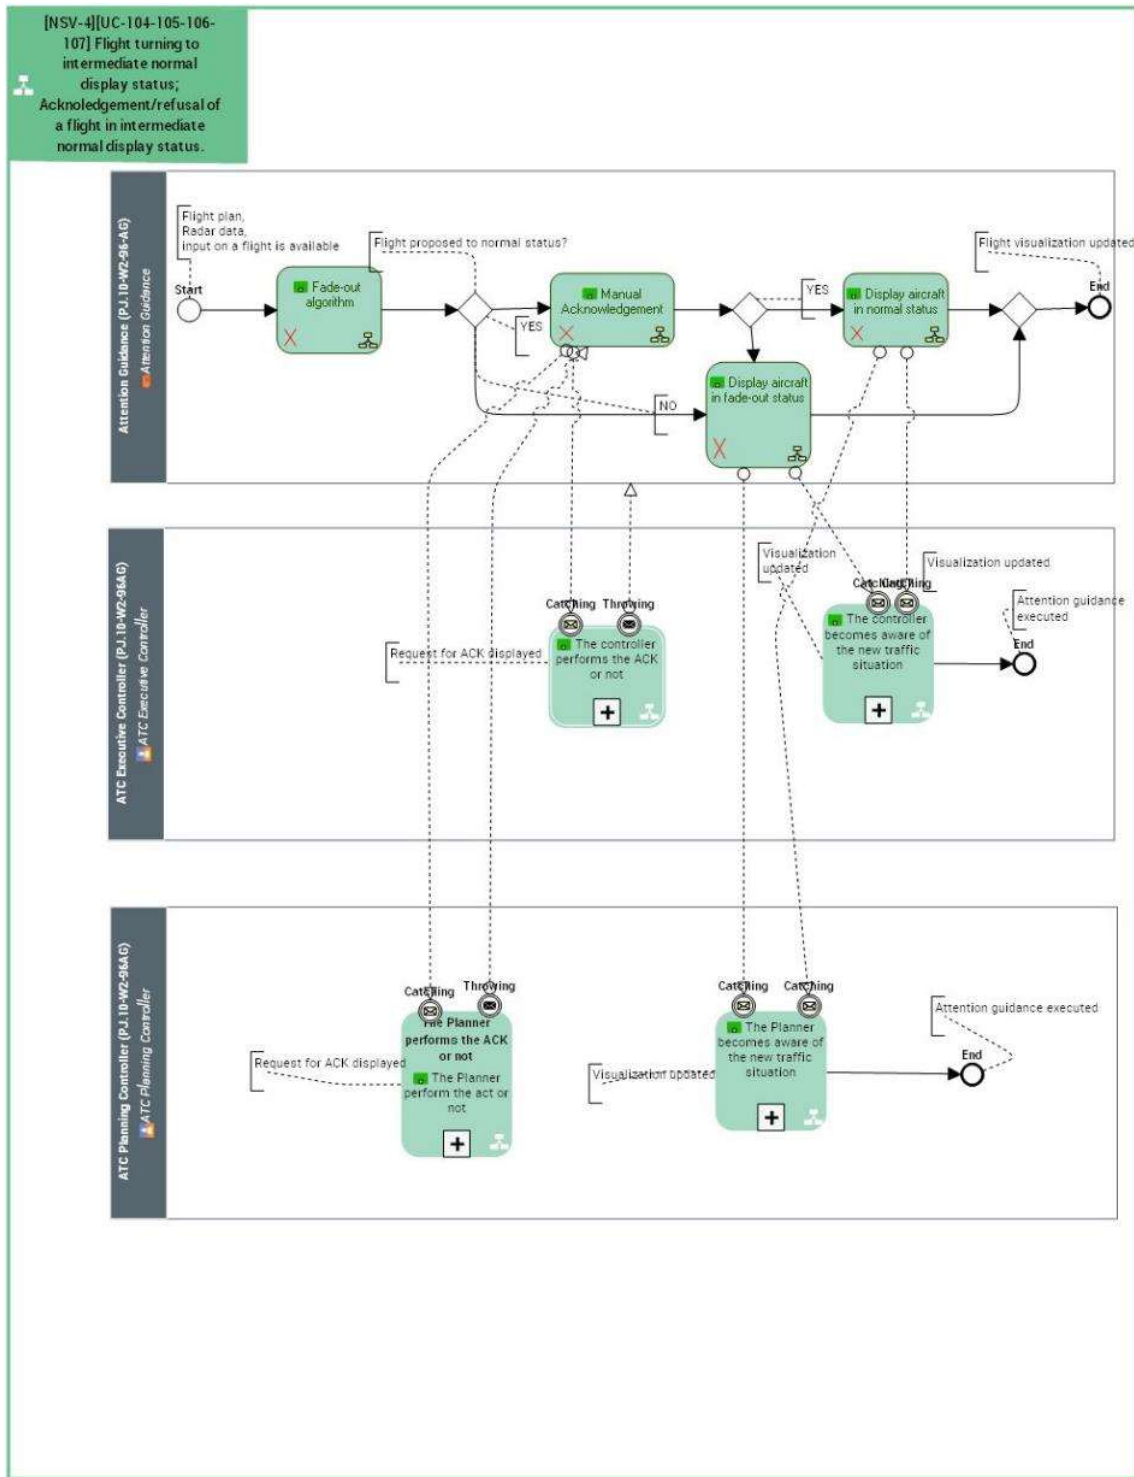 [NSV-4][UC-104-105-106-
107] Flight turning to
intermediate normal
display status;
Acknoledgement/refusal of
a flight in intermediate
normal display status.
Attention Guidance (PJ.10-W2-96-AG)
Attention Guidance
Flight plan,
Radar data,
input on a flight is available
Start
Fade-out
algorithm
Flight proposed to normal status?
YES
NO
Manual
Acknowledgement
YES
Display aircraft
in normal status
Display aircraft
in fade-out status
Flight visualization updated
End
ATC Executive Controller (PJ.10-W2-96AG)
ATC Executive Controller
Request for ACK displayed
Catching
Throwing
The controller
performs the ACK
or not
Visualization
updated
Catching
Catching
Visualization updated
The controller
becomes aware of
the new traffic
situation
Attention guidance
executed
End
ATC Planning Controller (PJ.10-W2-96AG)
ATC Planning Controller
Request for ACK displayed
Catching
Throwing
The Planner
performs the ACK
or not
The Planner
perform the act or
not
Visualization updated
Catching
Catching
The Planner
becomes aware of
the new traffic
situation
Attention guidance executed
End